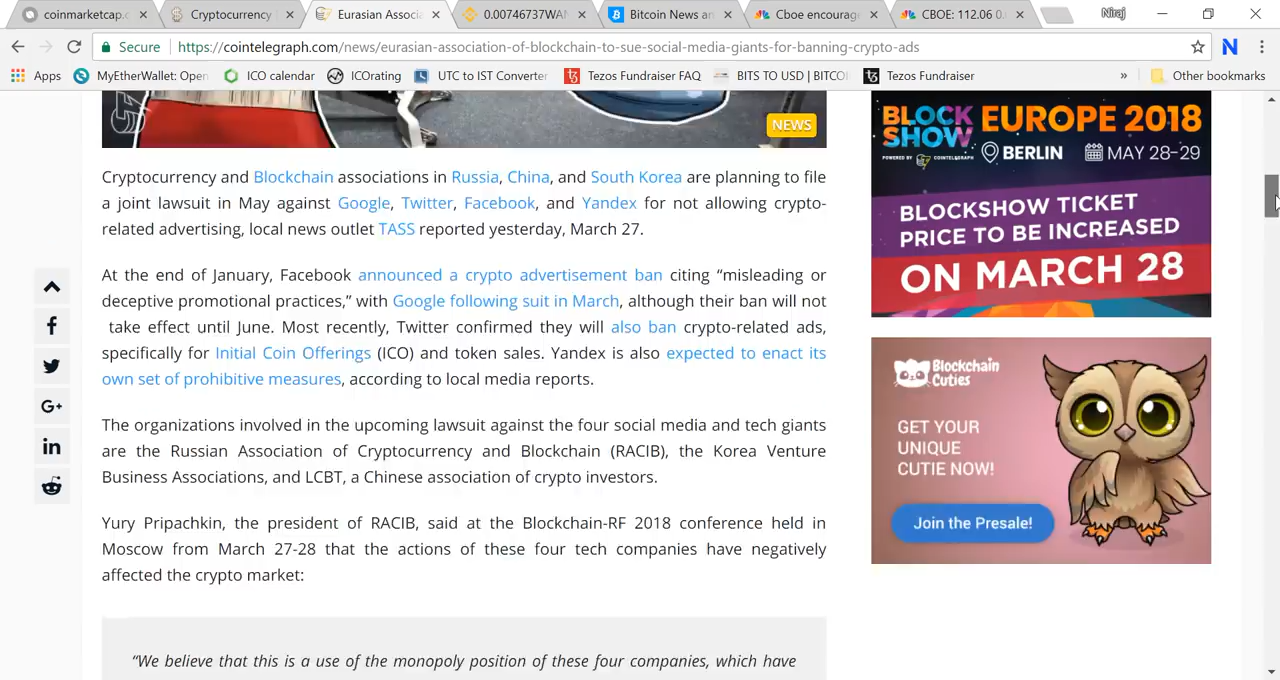 coinmarketcap.c
Cryptocurrency
Eurasian Associa
0.00746737WAN
Bitcoin News an
Cboe encourag
CBOE: 112.06 0.
Niraj
Secure
https://cointelegraph.com/news/eurasian-association-of-blockchain-to-sue-social-media-giants-for-banning-crypto-ads
Apps
MyEtherWallet: Open
ICO calendar
ICOrating
UTC to IST Converter
Tezos Fundraiser FAQ
BITS TO USD | BITCOI
Tezos Fundraiser
»
Other bookmarks
NEWS
Cryptocurrency and Blockchain associations in Russia, China, and South Korea are planning to file
a joint lawsuit in May against Google, Twitter, Facebook, and Yandex for not allowing crypto-
related advertising, local news outlet TASS reported yesterday, March 27.
At the end of January, Facebook announced a crypto advertisement ban citing “misleading or
deceptive promotional practices,” with Google following suit in March, although their ban will not
take effect until June. Most recently, Twitter confirmed they will also ban crypto-related ads,
specifically for Initial Coin Offerings (ICO) and token sales. Yandex is also expected to enact its
own set of prohibitive measures, according to local media reports.
The organizations involved in the upcoming lawsuit against the four social media and tech giants
are the Russian Association of Cryptocurrency and Blockchain (RACIB), the Korea Venture
Business Associations, and LCBT, a Chinese association of crypto investors.
Yury Pripachkin, the president of RACIB, said at the Blockchain-RF 2018 conference held in
Moscow from March 27-28 that the actions of these four tech companies have negatively
affected the crypto market:
“We believe that this is a use of the monopoly position of these four companies, which have
BLOCK
SHOW
POWERED BY COINTELEGRAPH
EUROPE 2018
BERLIN
MAY 28-29
BLOCKSHOW TICKET
PRICE TO BE INCREASED
ON MARCH 28
Blockchain
Cuties
GET YOUR
UNIQUE
CUTIE NOW!
Join the Presale!